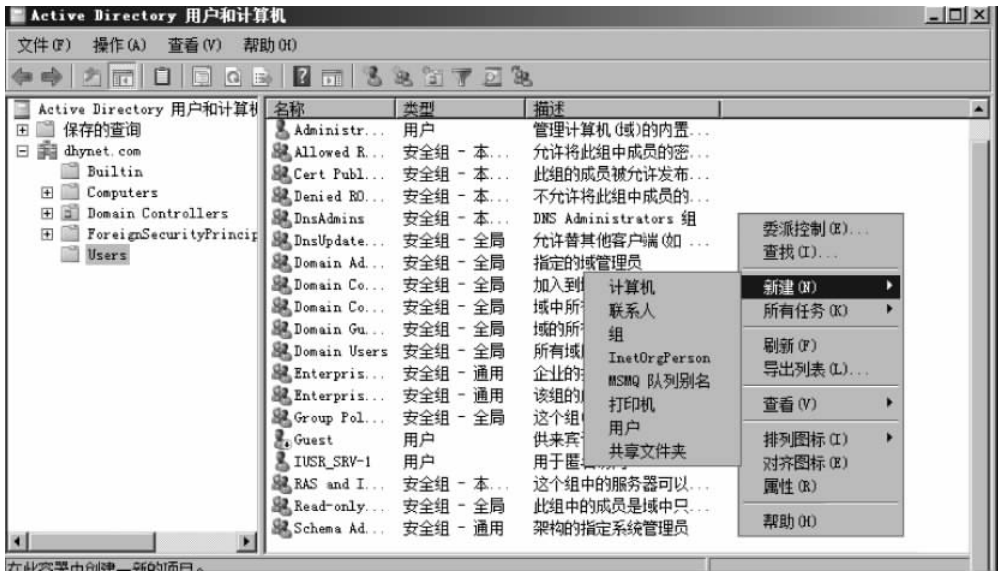 Active Directory 用户和计算机
文件(F) 操作(A) 查看(V) 帮助(H)
Active Directory 用户和计算机
保存的查询
dhynet.com
Builtin
Computers
Domain Controllers
ForeignSecurityPrincip
Users
名称 类型 描述
Administr... 用户 管理计算机(域)的内置...
Allowed R... 安全组 - 本... 允许将此组中成员的密...
Cert Publ... 安全组 - 本... 此组的成员被允许发布...
Denied RO... 安全组 - 本... 不允许将此组中成员的...
DnsAdmins 安全组 - 本... DNS Administrators 组
DnsUpdate... 安全组 - 全局 允许替其他客户端(如 ...
Domain Ad... 安全组 - 全局 指定的域管理员
Domain Co... 安全组 - 全局 加入到
Domain Co... 安全组 - 全局 域中所
Domain Gu... 安全组 - 全局 域的所
Domain Users 安全组 - 全局 所有域
Enterpris... 安全组 - 通用 企业的
Enterpris... 安全组 - 通用 该组的
Group Pol... 安全组 - 全局 这个组
Guest 用户 供来宾
IUSR_SRV-1 用户 用于匿
RAS and I... 安全组 - 本... 这个组中的服务器可以...
Read-only... 安全组 - 全局 此组中的成员是域中只...
Schema Ad... 安全组 - 通用 架构的指定系统管理员
计算机
联系人
组
InetOrgPerson
MSMQ 队列别名
打印机
用户
共享文件夹
委派控制(E)...
查找(I)...
新建(N)
所有任务(K)
刷新(F)
导出列表(L)...
查看(V)
排列图标(I)
对齐图标(E)
属性(R)
帮助(H)
在此容器中创建一新的项目。